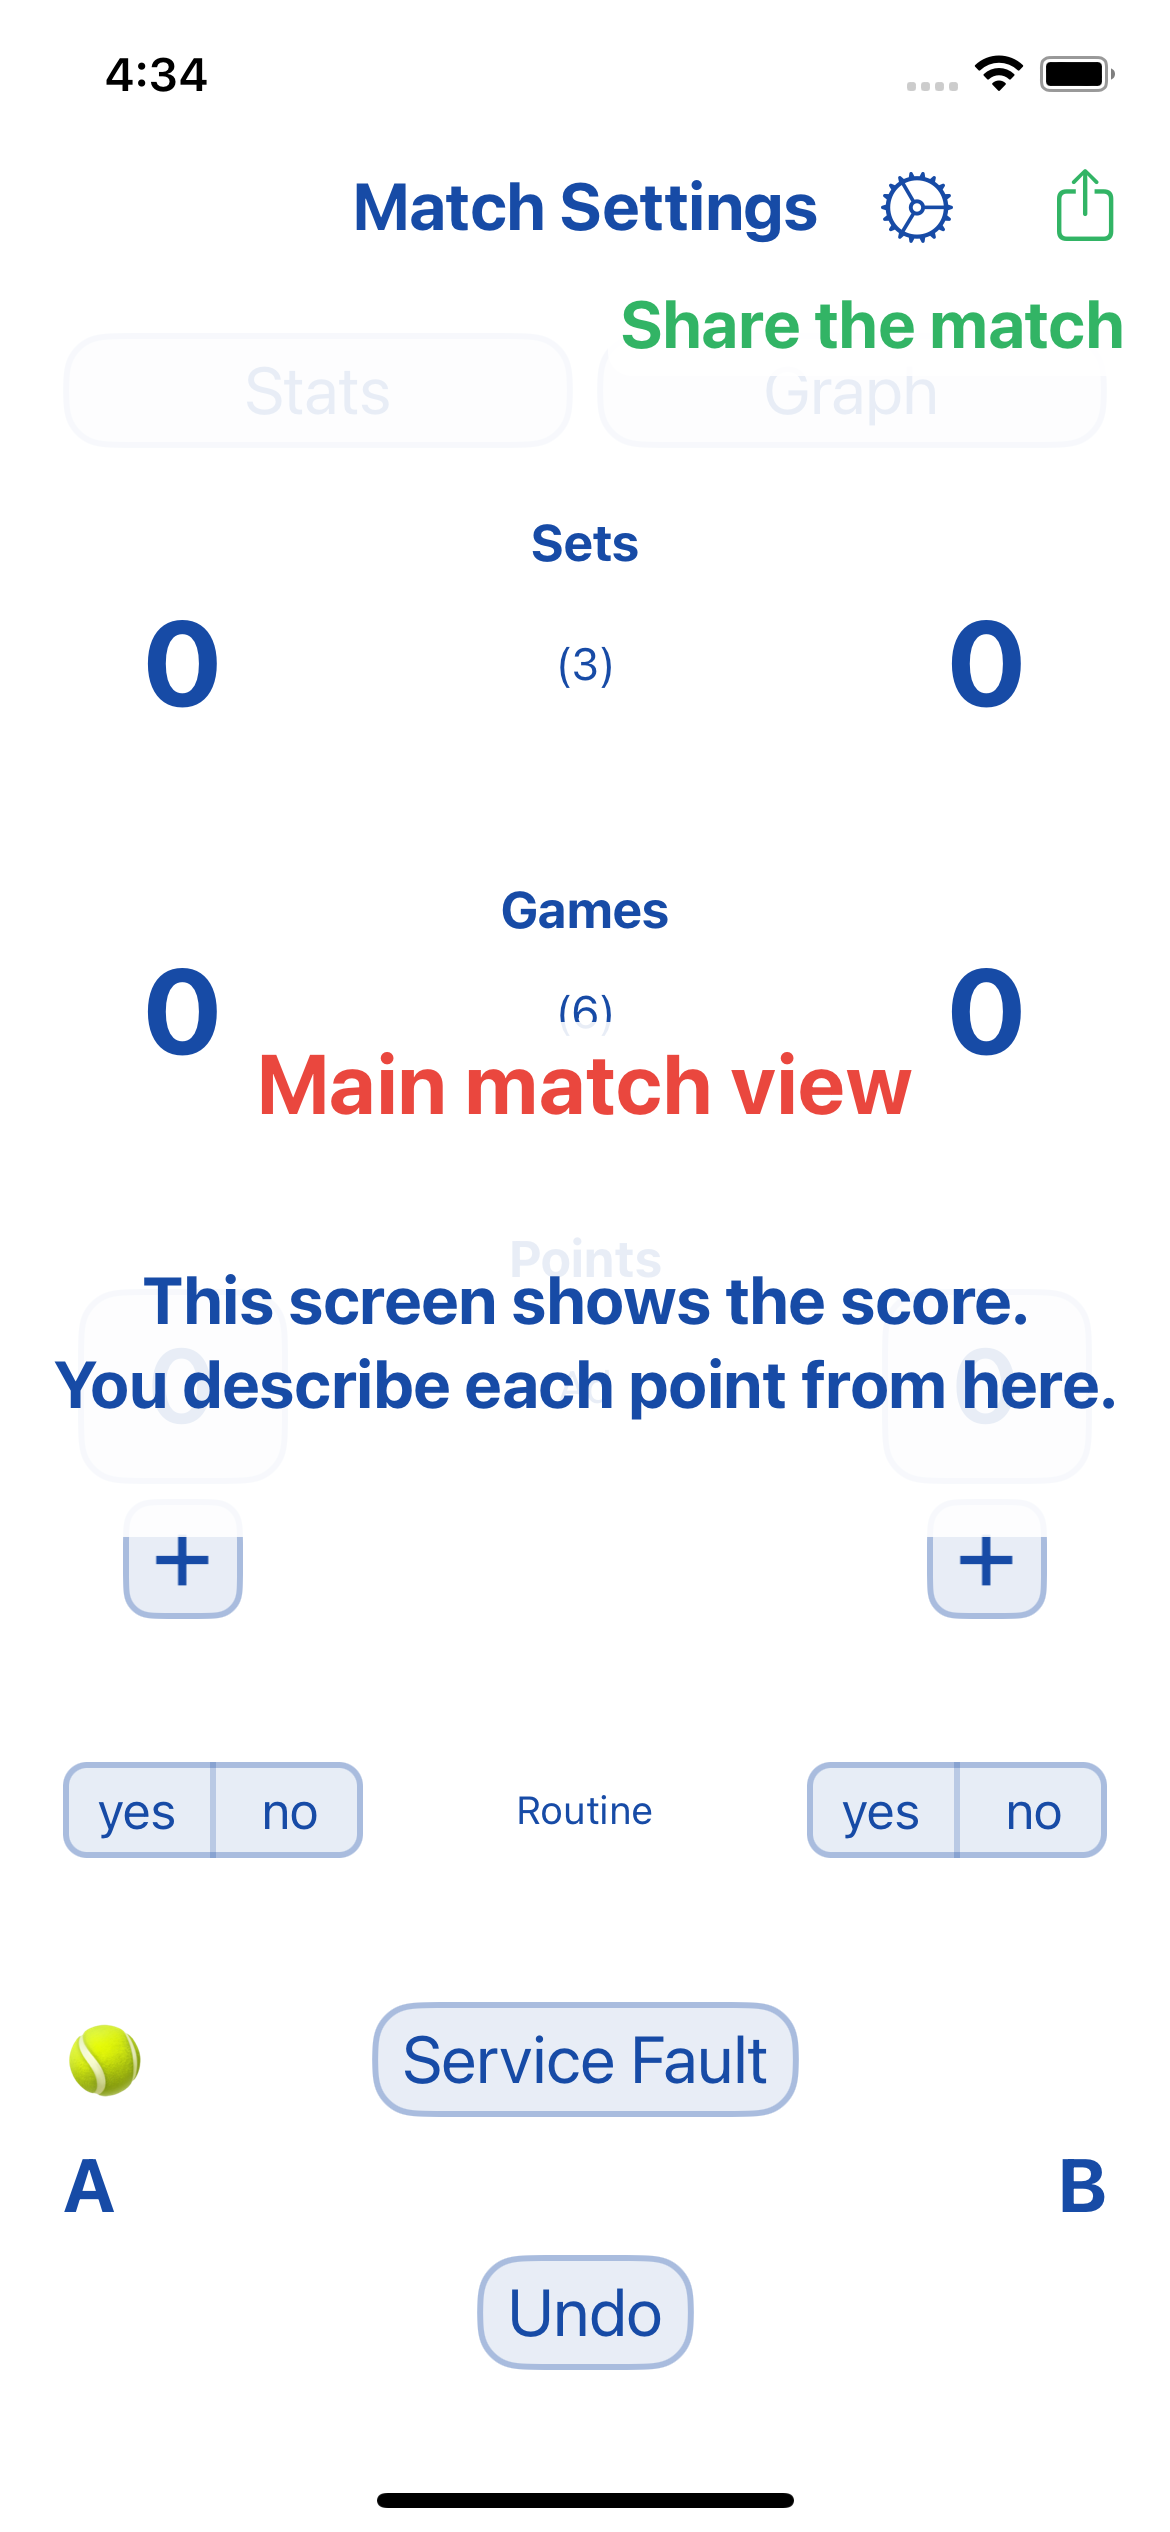 4:34
Match Settings
Share the match
Stats Graph
Sets
0 (3) 0
Games
0 (6) 0
Main match view
Points
This screen shows the score.
0 0
You describe each point from here.
+ +
yes no Routine yes no
Service Fault
A B
Undo